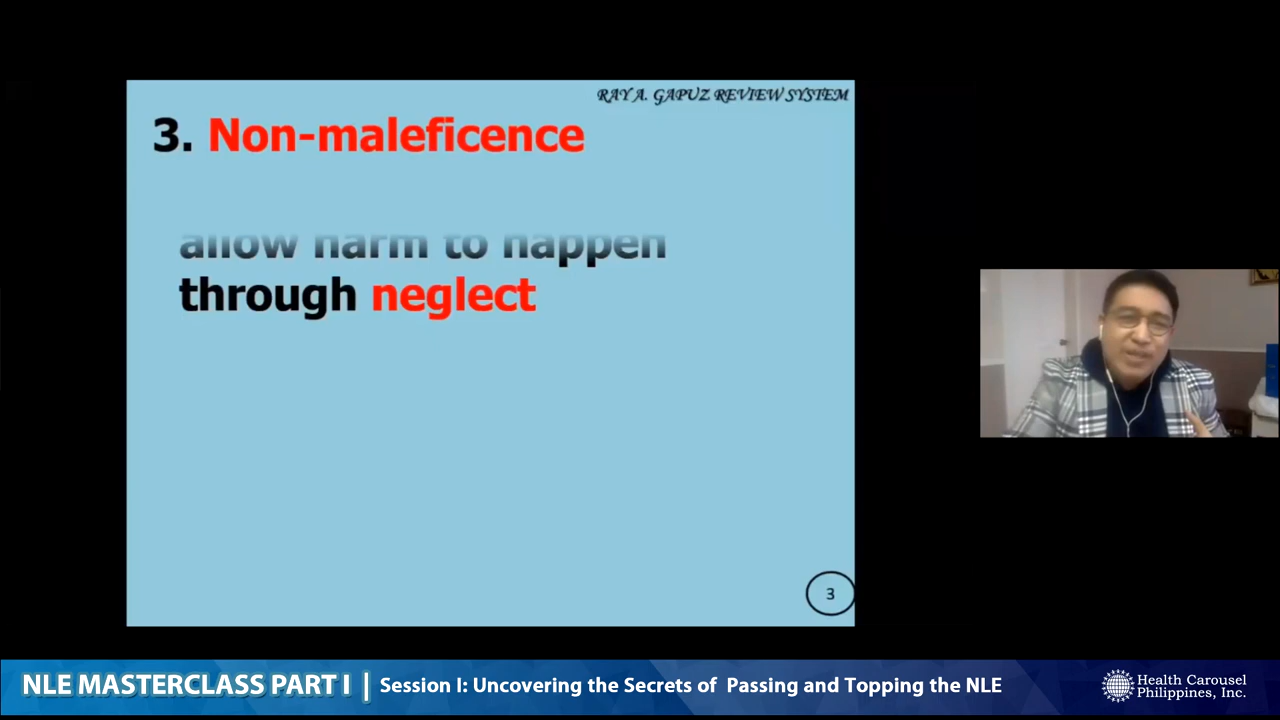 RAY A. GAPUZ REVIEW SYSTEM
3. Non-maleficence
allow harm to happen
through neglect
3
NLE MASTERCLASS PART I | Session I: Uncovering the Secrets of Passing and Topping the NLE
Health Carousel
Philippines, Inc.